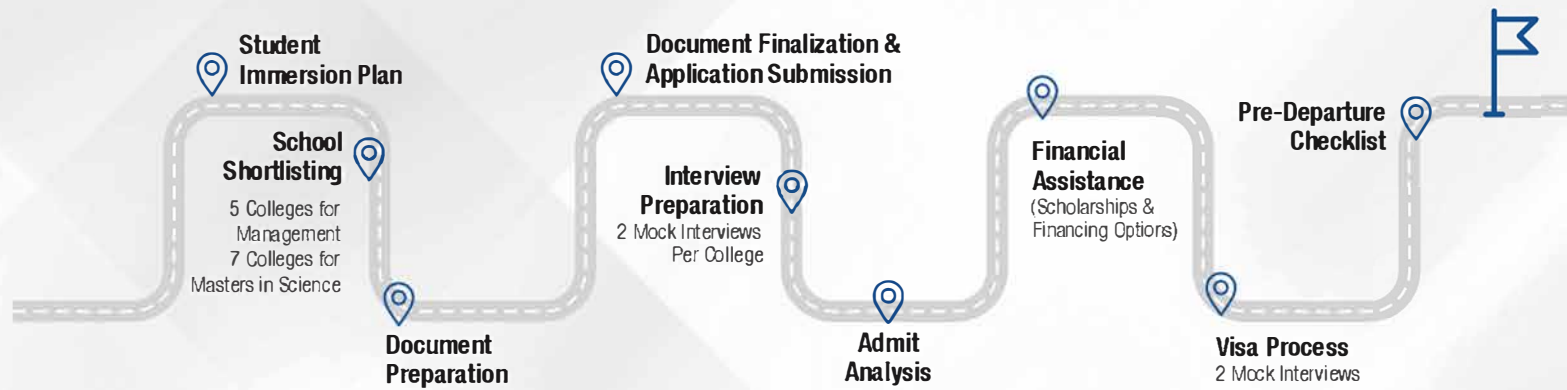 Student
Immersion Plan
School
Shortlisting
5 Colleges for
Management
7 Colleges for
Masters in Science
Document
Preparation
Document Finalization &
Application Submission
Interview
Preparation
2 Mock Interviews
Per College
Admit
Analysis
Financial
Assistance
(Scholarships &
Financing Options)
Visa Process
2 Mock Interviews
Pre-Departure
Checklist